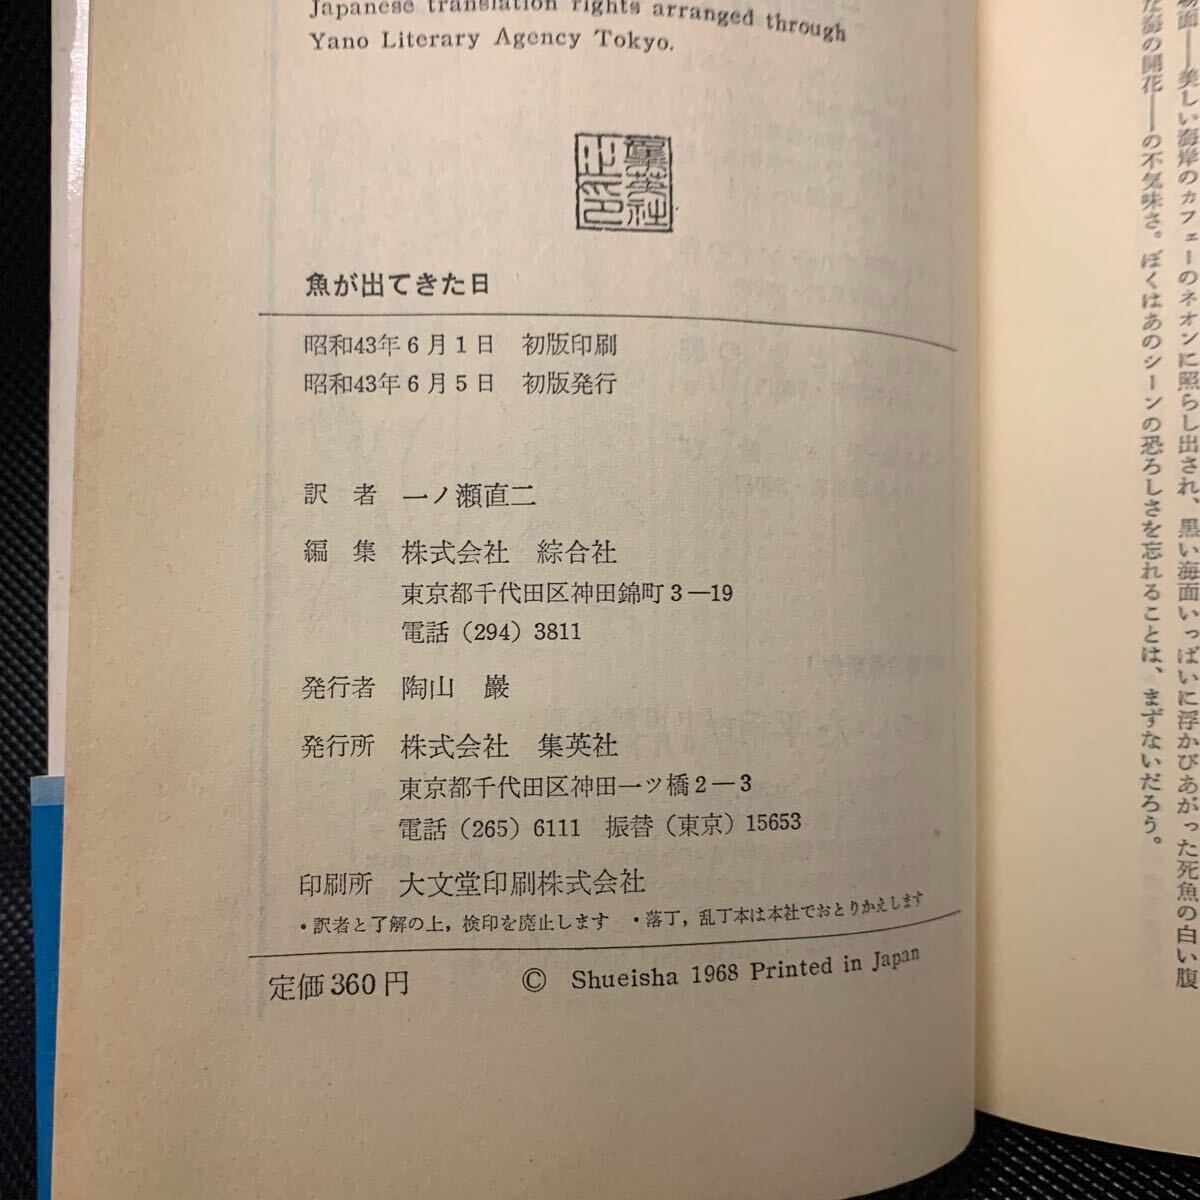 Japanese translation rights arranged through
Yano Literary Agency Tokyo.
集英社
之印
魚が出てきた日
昭和43年6月1日 初版印刷
昭和43年6月5日 初版発行
訳者 一ノ瀬直二
編集 株式会社 綜合社
東京都千代田区神田錦町3―19
電話(294)3811
発行者 陶山 巖
発行所 株式会社 集英社
東京都千代田区神田一ツ橋2―3
電話(265)6111 振替(東京)15653
印刷所 大文堂印刷株式会社
・訳者と了解の上,検印を廃止します ・落丁,乱丁本は本社でおとりかえします
定価360円 © Shueisha 1968 Printed in Japan
場面――美しい海岸のカフェーのネオンに照らし出され、黒い海面いっぱいに浮かびあがった死魚の白い腹
た海の開花――の不気味さ。ぼくはあのシーンの恐ろしさを忘れることは、まずないだろう。